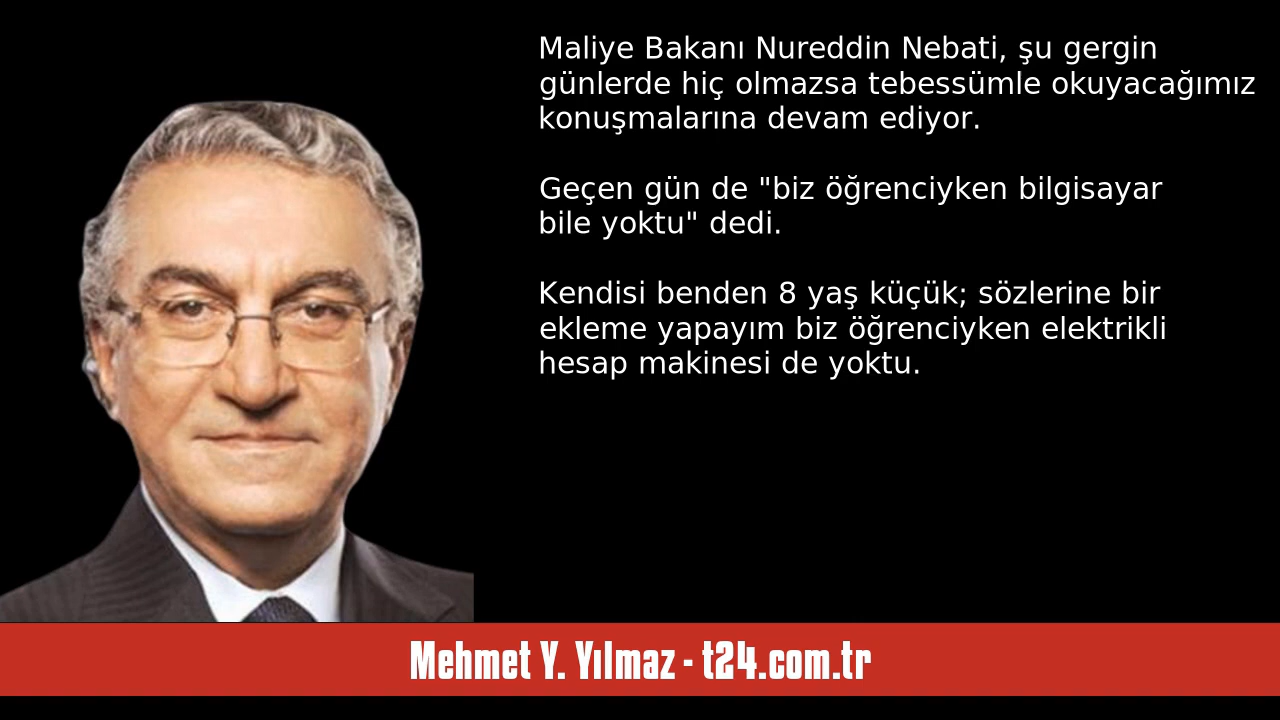 Maliye Bakanı Nureddin Nebati, şu gergin
günlerde hiç olmazsa tebessümle okuyacağımız
konuşmalarına devam ediyor.
Geçen gün de "biz öğrenciyken bilgisayar
bile yoktu" dedi.
Kendisi benden 8 yaş küçük; sözlerine bir
ekleme yapayım biz öğrenciyken elektrikli
hesap makinesi de yoktu.
Mehmet Y. Yılmaz - t24.com.tr